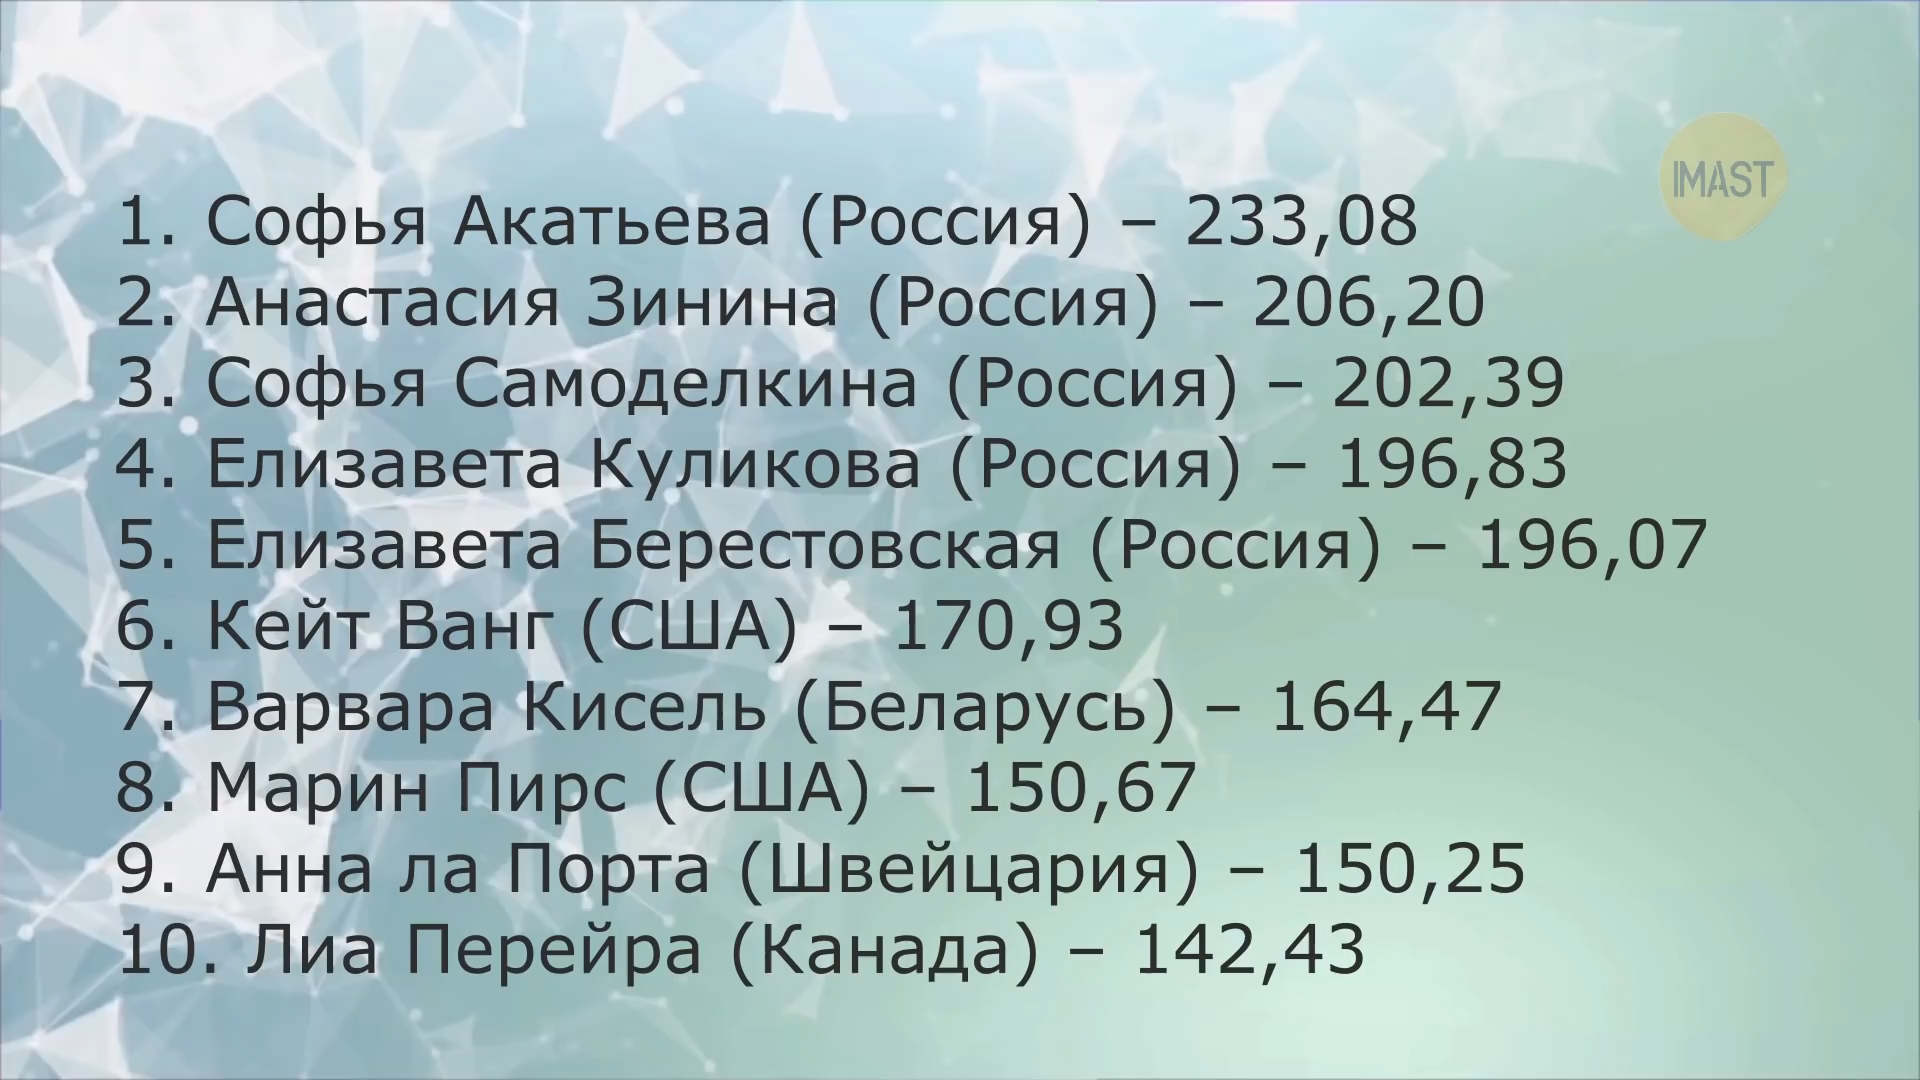 IMAST
1. Софья Акатьева (Россия) – 233,08
2. Анастасия Зинина (Россия) – 206,20
3. Софья Самоделкина (Россия) – 202,39
4. Елизавета Куликова (Россия) – 196,83
5. Елизавета Берестовская (Россия) – 196,07
6. Кейт Ванг (США) – 170,93
7. Варвара Кисель (Беларусь) – 164,47
8. Марин Пирс (США) – 150,67
9. Анна ла Порта (Швейцария) – 150,25
10. Лиа Перейра (Канада) – 142,43